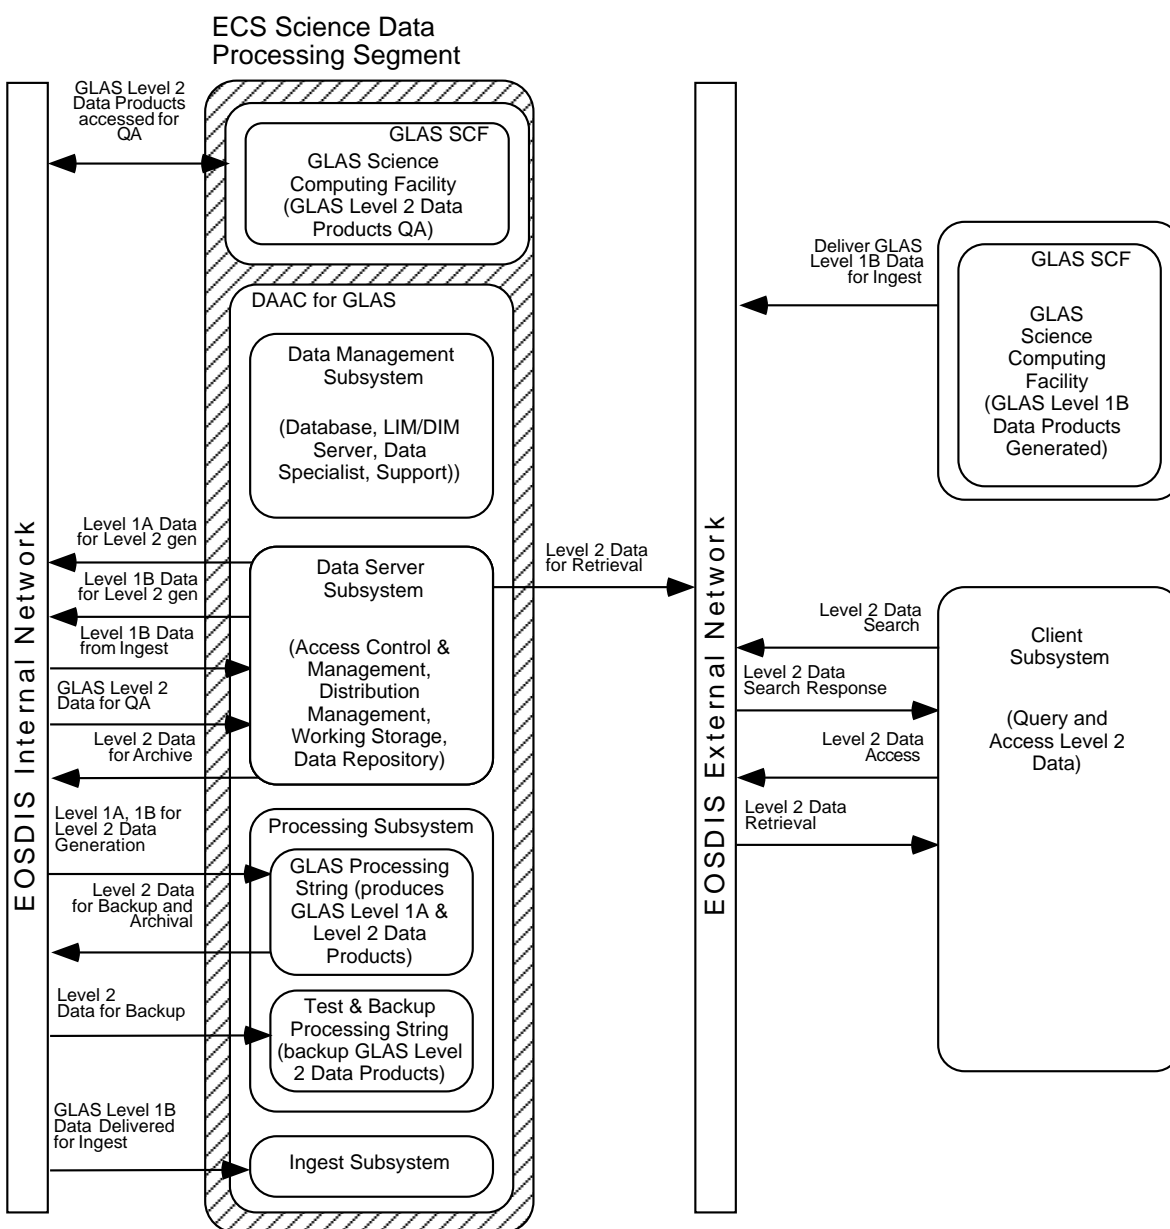 ECS Science Data
Processing Segment
GLAS Level 2
Data Products
accessed for
QA
GLAS SCF
GLAS Science
Computing Facility
(GLAS Level 2 Data
Products QA)
DAAC for GLAS
Data Management
Subsystem
(Database, LIM/DIM
Server, Data
Specialist, Support))
EOSDIS Internal Network
Level 1A Data
for Level 2 gen
Level 1B Data
for Level 2 gen
Level 1B Data
from Ingest
GLAS Level 2
Data for QA
Level 2 Data
for Archive
Level 1A, 1B for
Level 2 Data
Generation
Level 2 Data
for Backup and
Archival
Level 2
Data for Backup
GLAS Level 1B
Data Delivered
for Ingest
Data Server
Subsystem
(Access Control &
Management,
Distribution
Management,
Working Storage,
Data Repository)
Processing Subsystem
GLAS Processing
String (produces
GLAS Level 1A &
Level 2 Data
Products)
Test & Backup
Processing String
(backup GLAS Level
2 Data Products)
Ingest Subsystem
Level 2 Data
for Retrieval
EOSDIS External Network
Deliver GLAS
Level 1B Data
for Ingest
GLAS SCF
GLAS
Science
Computing
Facility
(GLAS Level 1B
Data Products
Generated)
Level 2 Data
Search
Level 2 Data
Search Response
Level 2 Data
Access
Level 2 Data
Retrieval
Client
Subsystem
(Query and
Access Level 2
Data)